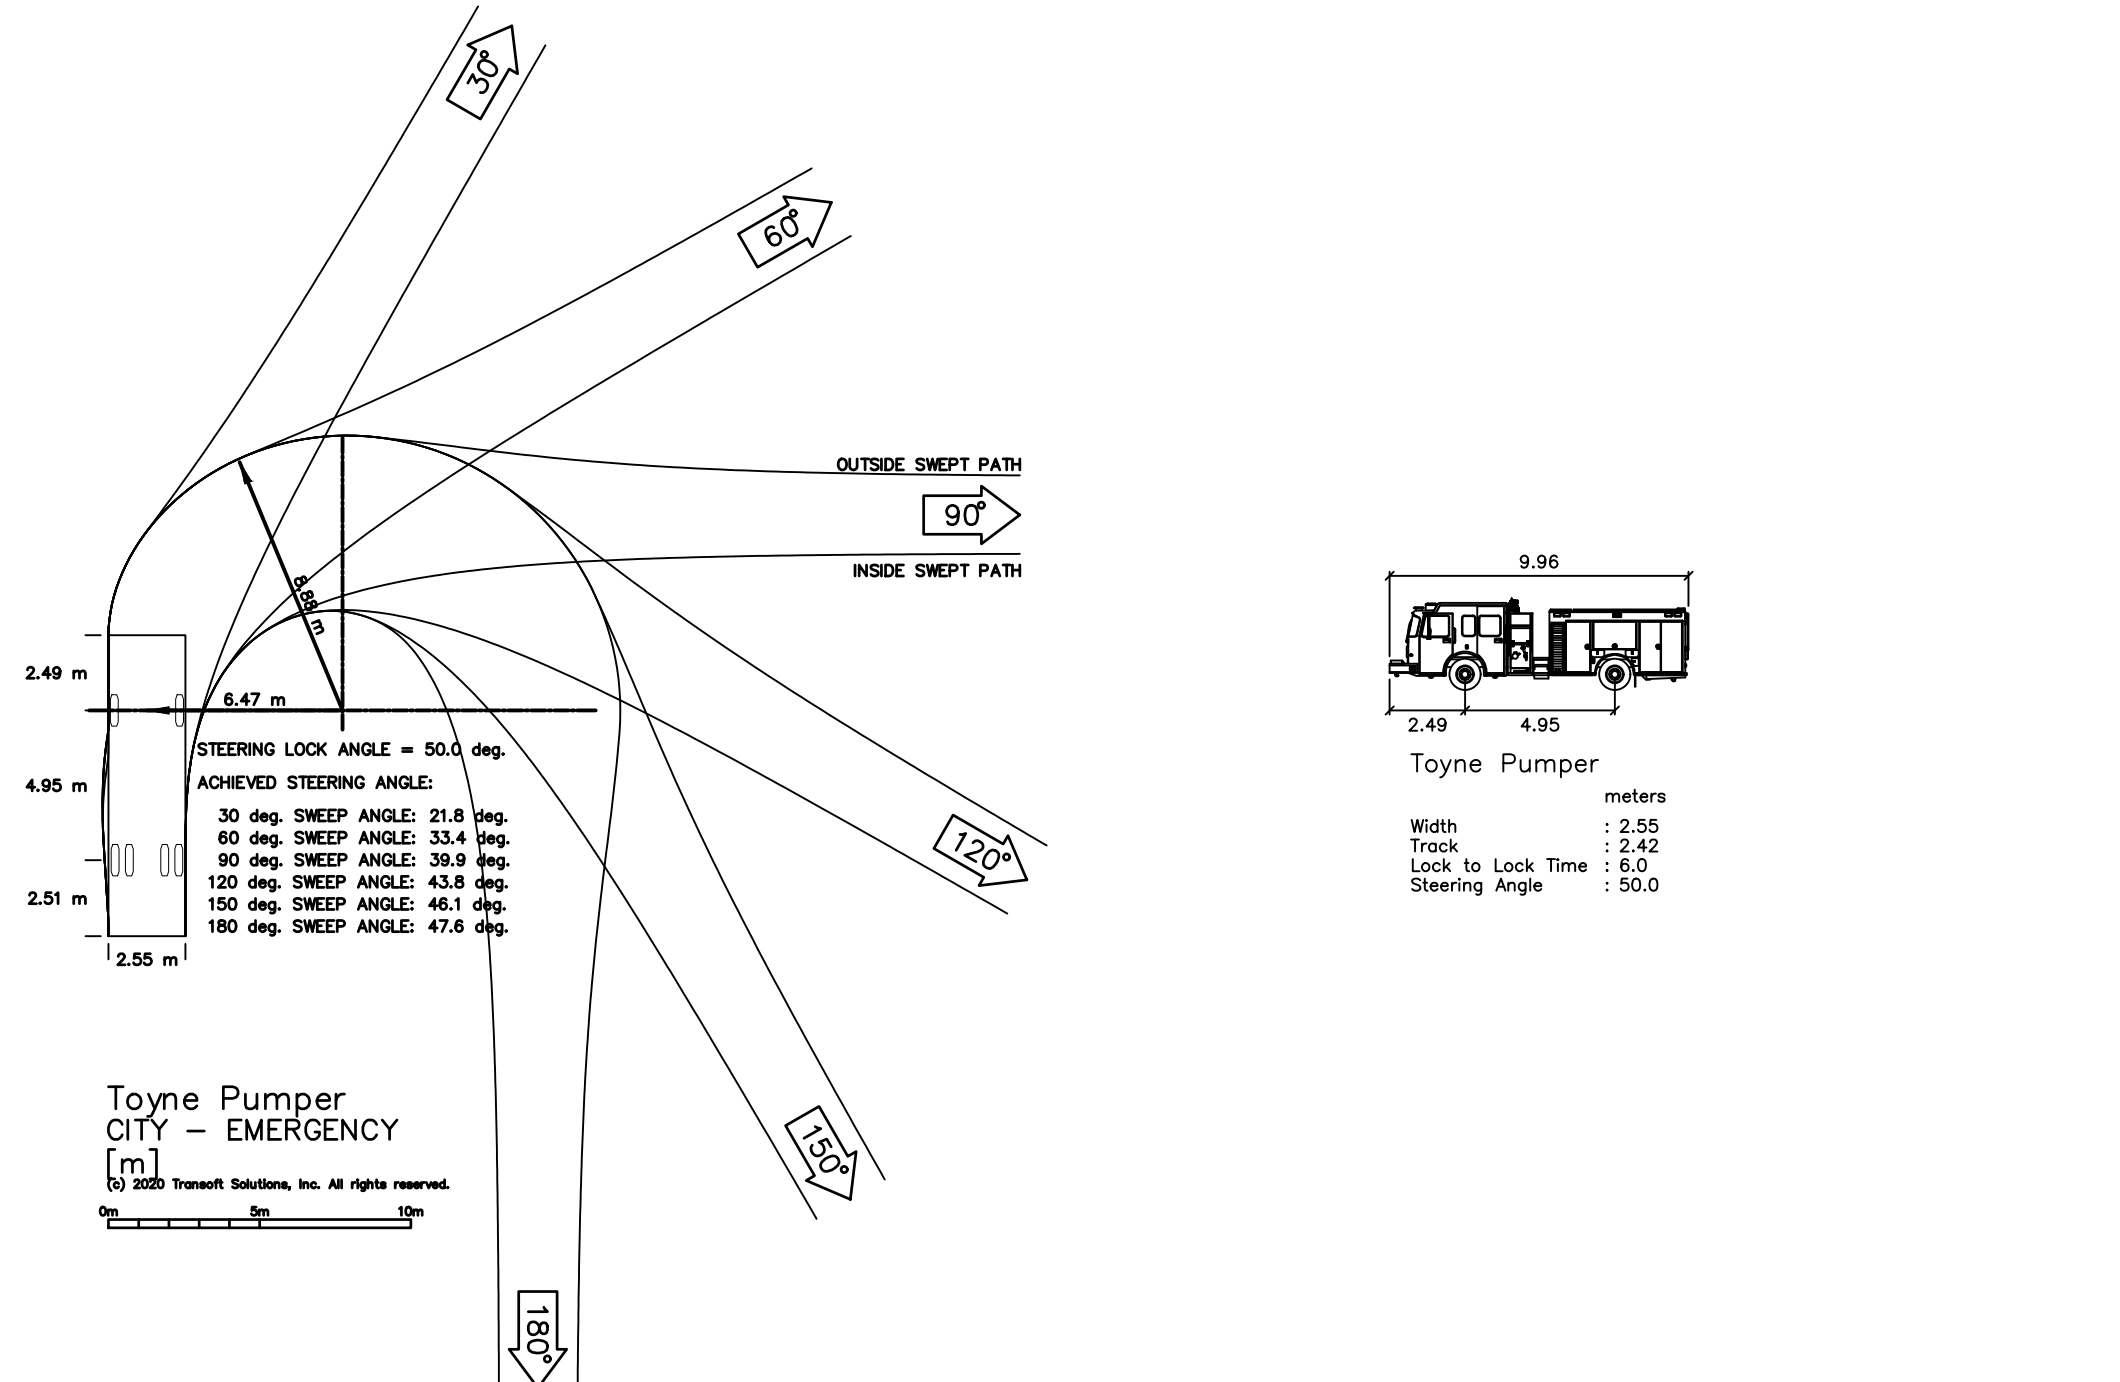 30°
60°
OUTSIDE SWEPT PATH
90°
INSIDE SWEPT PATH
8.88 m
2.49 m
6.47 m
STEERING LOCK ANGLE = 50.0 deg.
4.95 m
ACHIEVED STEERING ANGLE:
30 deg. SWEEP ANGLE: 21.8 deg.
60 deg. SWEEP ANGLE: 33.4 deg.
90 deg. SWEEP ANGLE: 39.9 deg.
120 deg. SWEEP ANGLE: 43.8 deg.
150 deg. SWEEP ANGLE: 46.1 deg.
180 deg. SWEEP ANGLE: 47.6 deg.
2.51 m
2.55 m
120°
150°
180°
Toyne Pumper
CITY – EMERGENCY
[m]
(c) 2020 Transoft Solutions, Inc. All rights reserved.
0m 5m 10m
9.96
2.49 4.95
Toyne Pumper
meters
Width : 2.55
Track : 2.42
Lock to Lock Time : 6.0
Steering Angle : 50.0